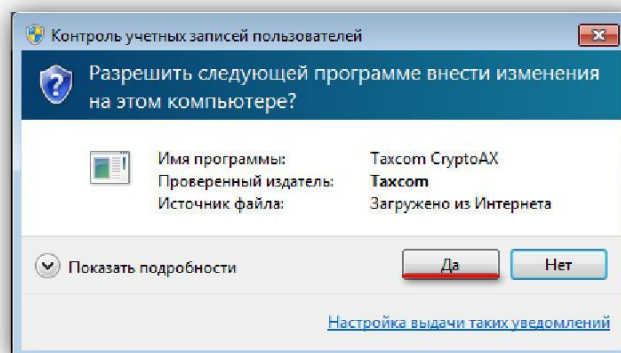 Контроль учетных записей пользователей
Разрешить следующей программе внести изменения
на этом компьютере?
Имя программы: Taxcom CryptoAX
Проверенный издатель: Taxcom
Источник файла: Загружено из Интернета
Показать подробности
Да
Нет
Настройка выдачи таких уведомлений